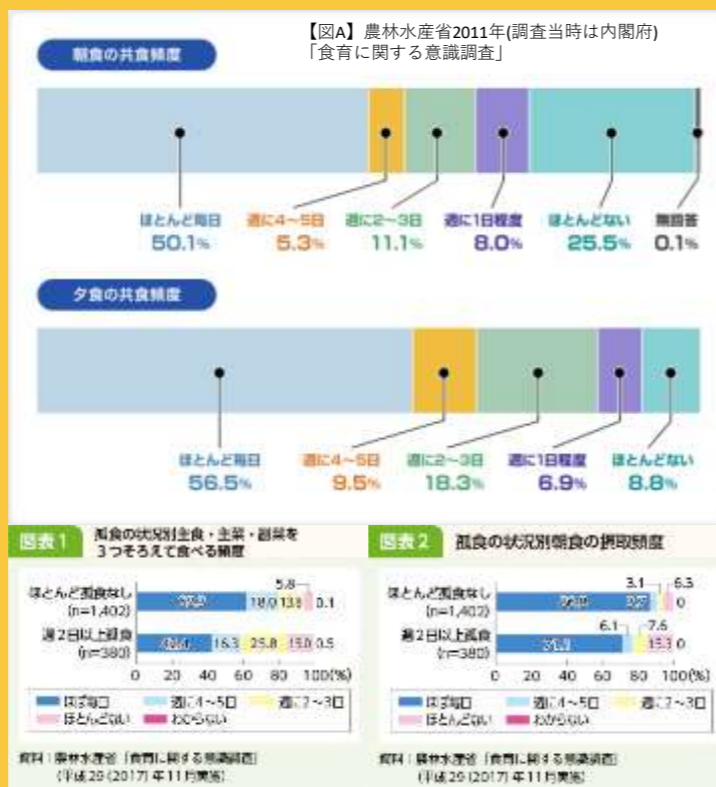 【図A】農林水産省2011年(調査当時は内閣府)
「食育に関する意識調査」
朝食の共食頻度
ほとんど毎日 週に4~5日 週に2~3日 週に1日程度 ほとんどない 無回答
50.1% 5.3% 11.1% 8.0% 25.5% 0.1%
夕食の共食頻度
ほとんど毎日 週に4~5日 週に2~3日 週に1日程度 ほとんどない
56.5% 9.5% 18.3% 6.9% 8.8%
図表1 孤食の状況別主食・主菜・副菜を
3つそろえて食べる頻度
5.8
ほとんど孤食なし
18.0 13.8 0.1
(n=1,402)
週2日以上孤食
16.3 25.8 15.0 0.5
(n=380)
0 20 40 60 80 100(%)
ほぼ毎日 週に4~5日 週に2~3日
ほとんどない わからない
資料:農林水産省「食育に関する意識調査」
(平成29(2017)年11月実施)
図表2 孤食の状況別朝食の摂取頻度
3.1 6.3
ほとんど孤食なし
0
(n=1,402)
6.1 7.6
週2日以上孤食
15.3 0
(n=380)
0 20 40 60 80 100(%)
ほぼ毎日 週に4~5日 週に2~3日
ほとんどない わからない
資料:農林水産省「食育に関する意識調査」
(平成29(2017)年11月実施)